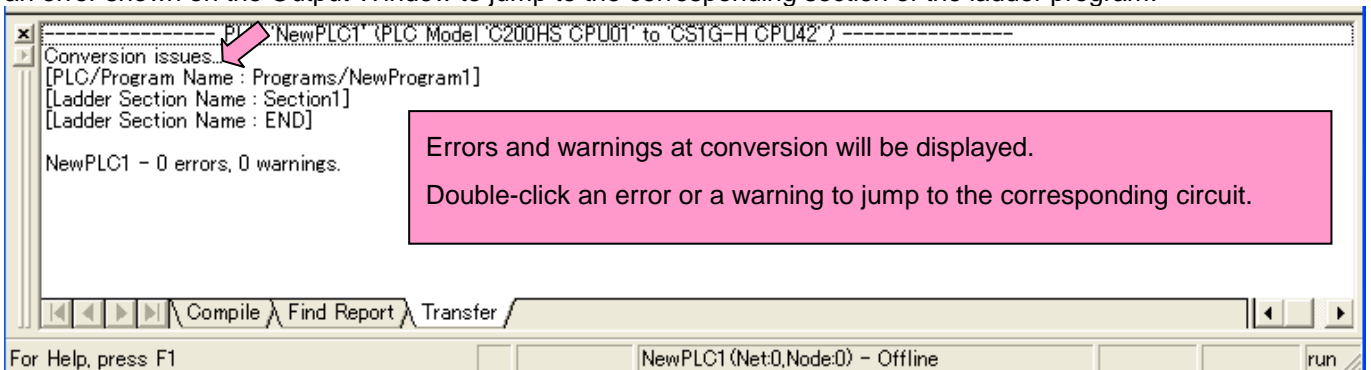 an error shown on the Output Window to jump to the corresponding section of the ladder program.
---------------- PLC: 'NewPLC1' (PLC Model 'C200HS CPU01' to 'CS1G-H CPU42' ) ----------------
Conversion issues...
[PLC/Program Name : Programs/NewProgram1]
[Ladder Section Name : Section1]
[Ladder Section Name : END]
NewPLC1 - 0 errors, 0 warnings.
Errors and warnings at conversion will be displayed.
Double-click an error or a warning to jump to the corresponding circuit.
Compile Find Report Transfer
For Help, press F1 NewPLC1(Net:0,Node:0) - Offline run